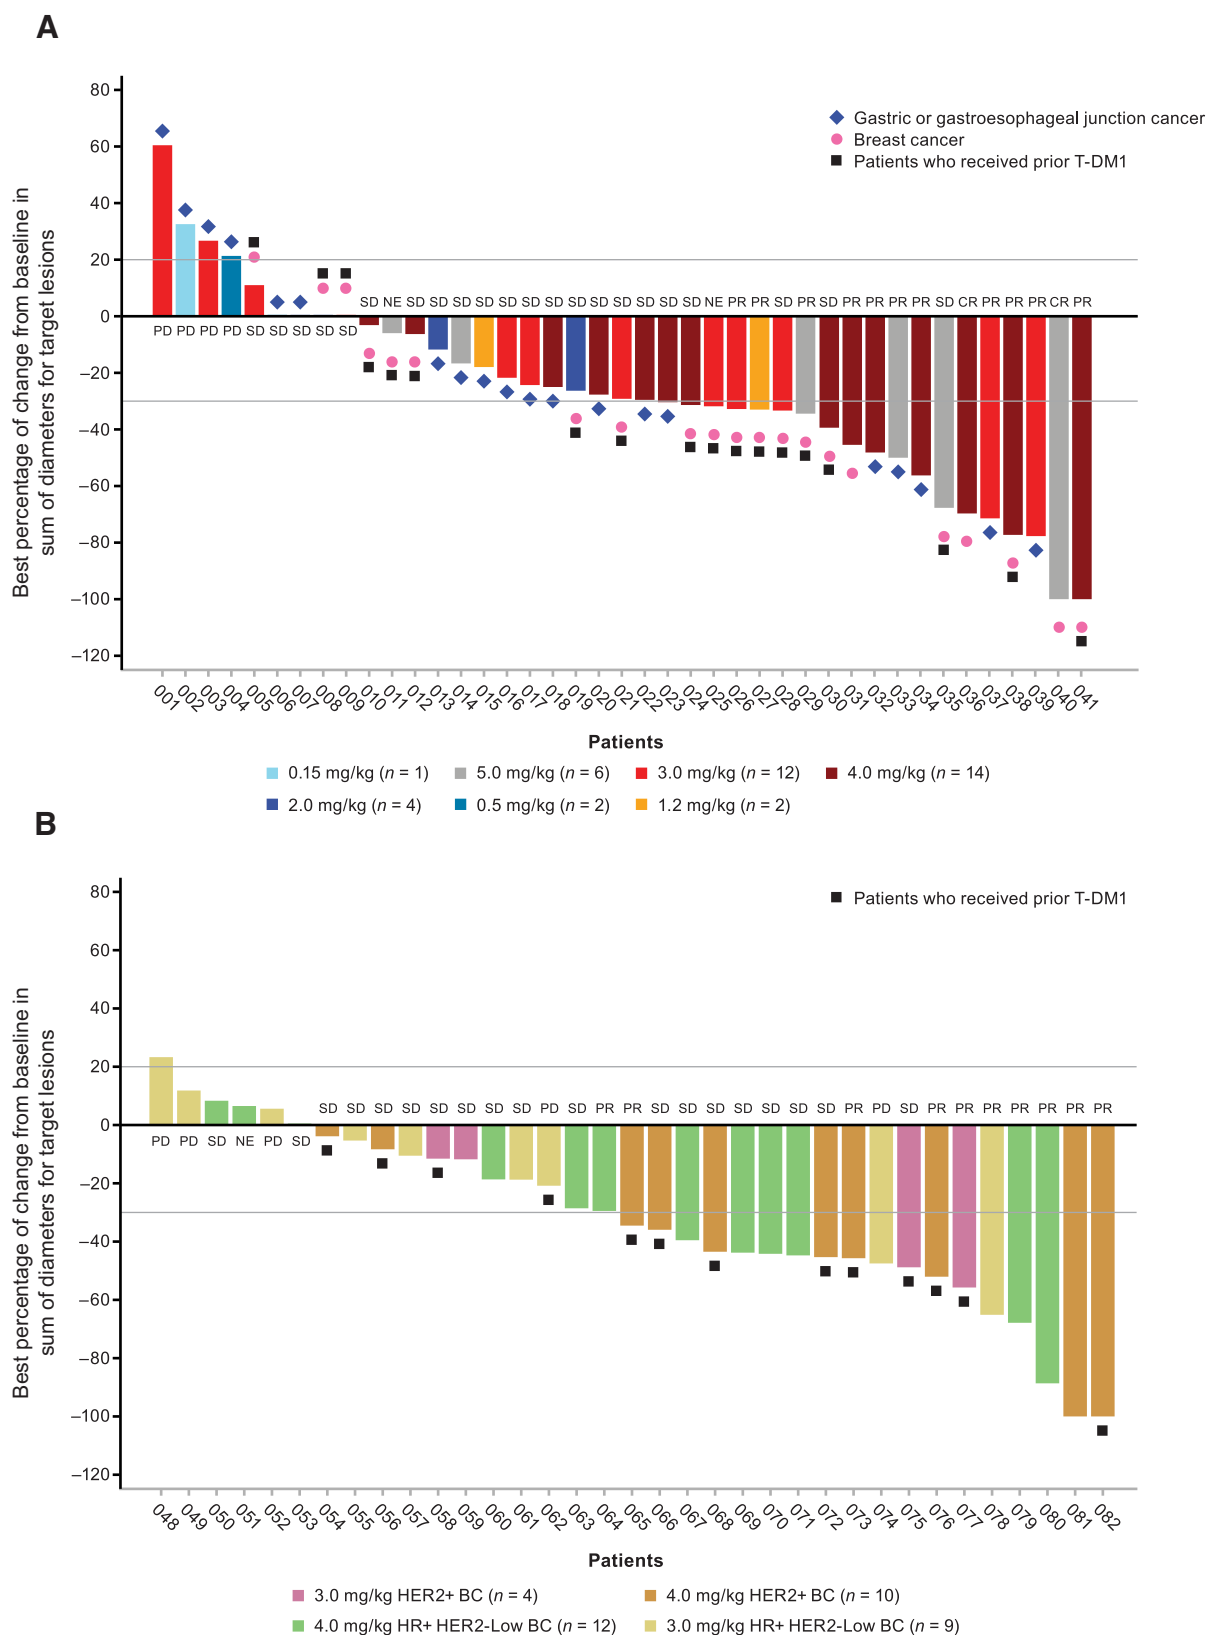 A
Best percentage of change from baseline in
sum of diameters for target lesions
80
60
40
20
0
–20
–40
–60
–80
–100
–120
Gastric or gastroesophageal junction cancer
Breast cancer
Patients who received prior T-DM1
SD NE SD SD SD SD SD SD SD SD SD SD SD SD SD NE PR PR SD PR SD PR PR PR PR SD CR PR PR PR CR PR
PD PD PD PD SD SD SD SD SD
001 002 003 004 005 006 007 008 009 010 011 012 013 014 015 016 017 018 019 020 021 022 023 024 025 026 027 028 029 030 031 032 033 034 035 036 037 038 039 040 041
Patients
0.15 mg/kg (n = 1) 5.0 mg/kg (n = 6) 3.0 mg/kg (n = 12) 4.0 mg/kg (n = 14)
2.0 mg/kg (n = 4) 0.5 mg/kg (n = 2) 1.2 mg/kg (n = 2)
B
Best percentage of change from baseline in
sum of diameters for target lesions
80
60
40
20
0
–20
–40
–60
–80
–100
–120
Patients who received prior T-DM1
SD SD SD SD SD SD SD SD PD SD PR PR SD SD SD SD SD SD SD PR PD SD PR PR PR PR PR PR PR
PD PD SD NE PD SD
048 049 050 051 052 053 054 055 056 057 058 059 060 061 062 063 064 065 066 067 068 069 070 071 072 073 074 075 076 077 078 079 080 081 082
Patients
3.0 mg/kg HER2+ BC (n = 4) 4.0 mg/kg HER2+ BC (n = 10)
4.0 mg/kg HR+ HER2-Low BC (n = 12) 3.0 mg/kg HR+ HER2-Low BC (n = 9)